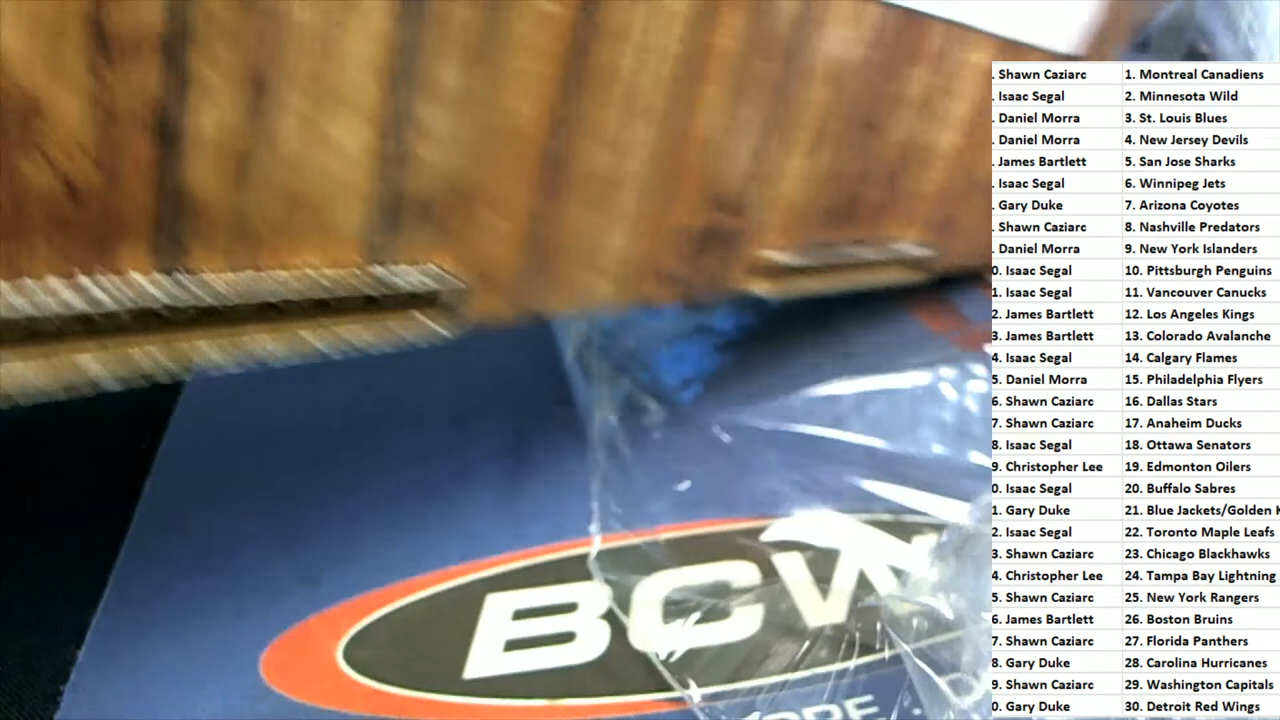 . Shawn Caziarc 1. Montreal Canadiens
. Isaac Segal 2. Minnesota Wild
. Daniel Morra 3. St. Louis Blues
. Daniel Morra 4. New Jersey Devils
. James Bartlett 5. San Jose Sharks
. Isaac Segal 6. Winnipeg Jets
. Gary Duke 7. Arizona Coyotes
. Shawn Caziarc 8. Nashville Predators
. Daniel Morra 9. New York Islanders
0. Isaac Segal 10. Pittsburgh Penguins
1. Isaac Segal 11. Vancouver Canucks
2. James Bartlett 12. Los Angeles Kings
3. James Bartlett 13. Colorado Avalanche
4. Isaac Segal 14. Calgary Flames
5. Daniel Morra 15. Philadelphia Flyers
6. Shawn Caziarc 16. Dallas Stars
7. Shawn Caziarc 17. Anaheim Ducks
8. Isaac Segal 18. Ottawa Senators
9. Christopher Lee 19. Edmonton Oilers
0. Isaac Segal 20. Buffalo Sabres
1. Gary Duke 21. Blue Jackets/Golden K
2. Isaac Segal 22. Toronto Maple Leafs
3. Shawn Caziarc 23. Chicago Blackhawks
4. Christopher Lee 24. Tampa Bay Lightning
5. Shawn Caziarc 25. New York Rangers
6. James Bartlett 26. Boston Bruins
7. Shawn Caziarc 27. Florida Panthers
8. Gary Duke 28. Carolina Hurricanes
9. Shawn Caziarc 29. Washington Capitals
0. Gary Duke 30. Detroit Red Wings
BCW